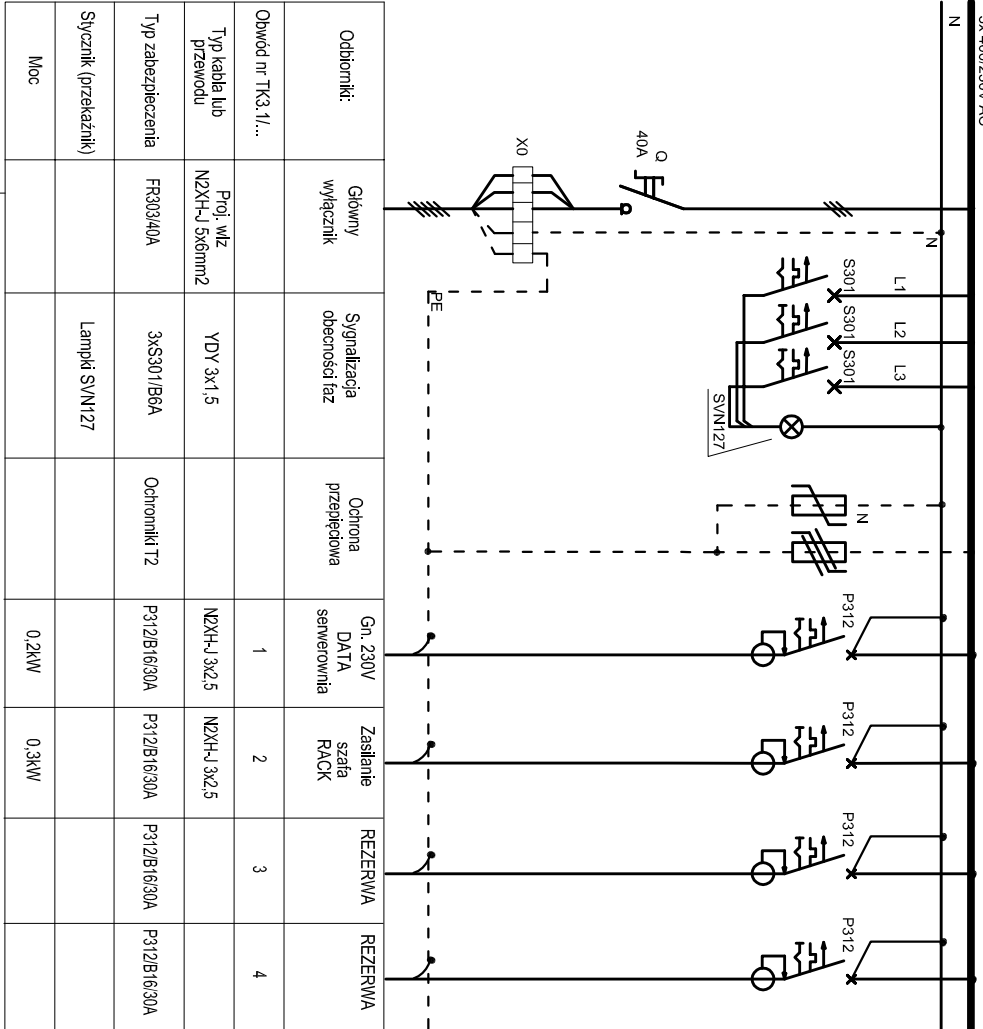 N
N
L1
L2
L3
S301
S301
S301
N
P312
P312
P312
P312
SVN127
Q
40A
X0
PE
Odbiorniki:
Główny
wyłącznik
Sygnalizacja
obecności faz
Ochrona
przepięciowa
Gn. 230V
DATA
serwerownia
Zasilanie
szafa
RACK
REZERWA
REZERWA
Obwód nr TK3.1/...
1
2
3
4
Typ kabla lub
przewodu
Proj. wlz
N2XH-J 5x6mm2
YDY 3x1,5
N2XH-J 3x2,5
N2XH-J 3x2,5
Typ zabezpieczenia
FR303/40A
3xS301/B6A
Ochronniki T2
P312/B16/30A
P312/B16/30A
P312/B16/30A
P312/B16/30A
Stycznik (przekaźnik)
Lampki SVN127
Moc
0,2kW
0,3kW